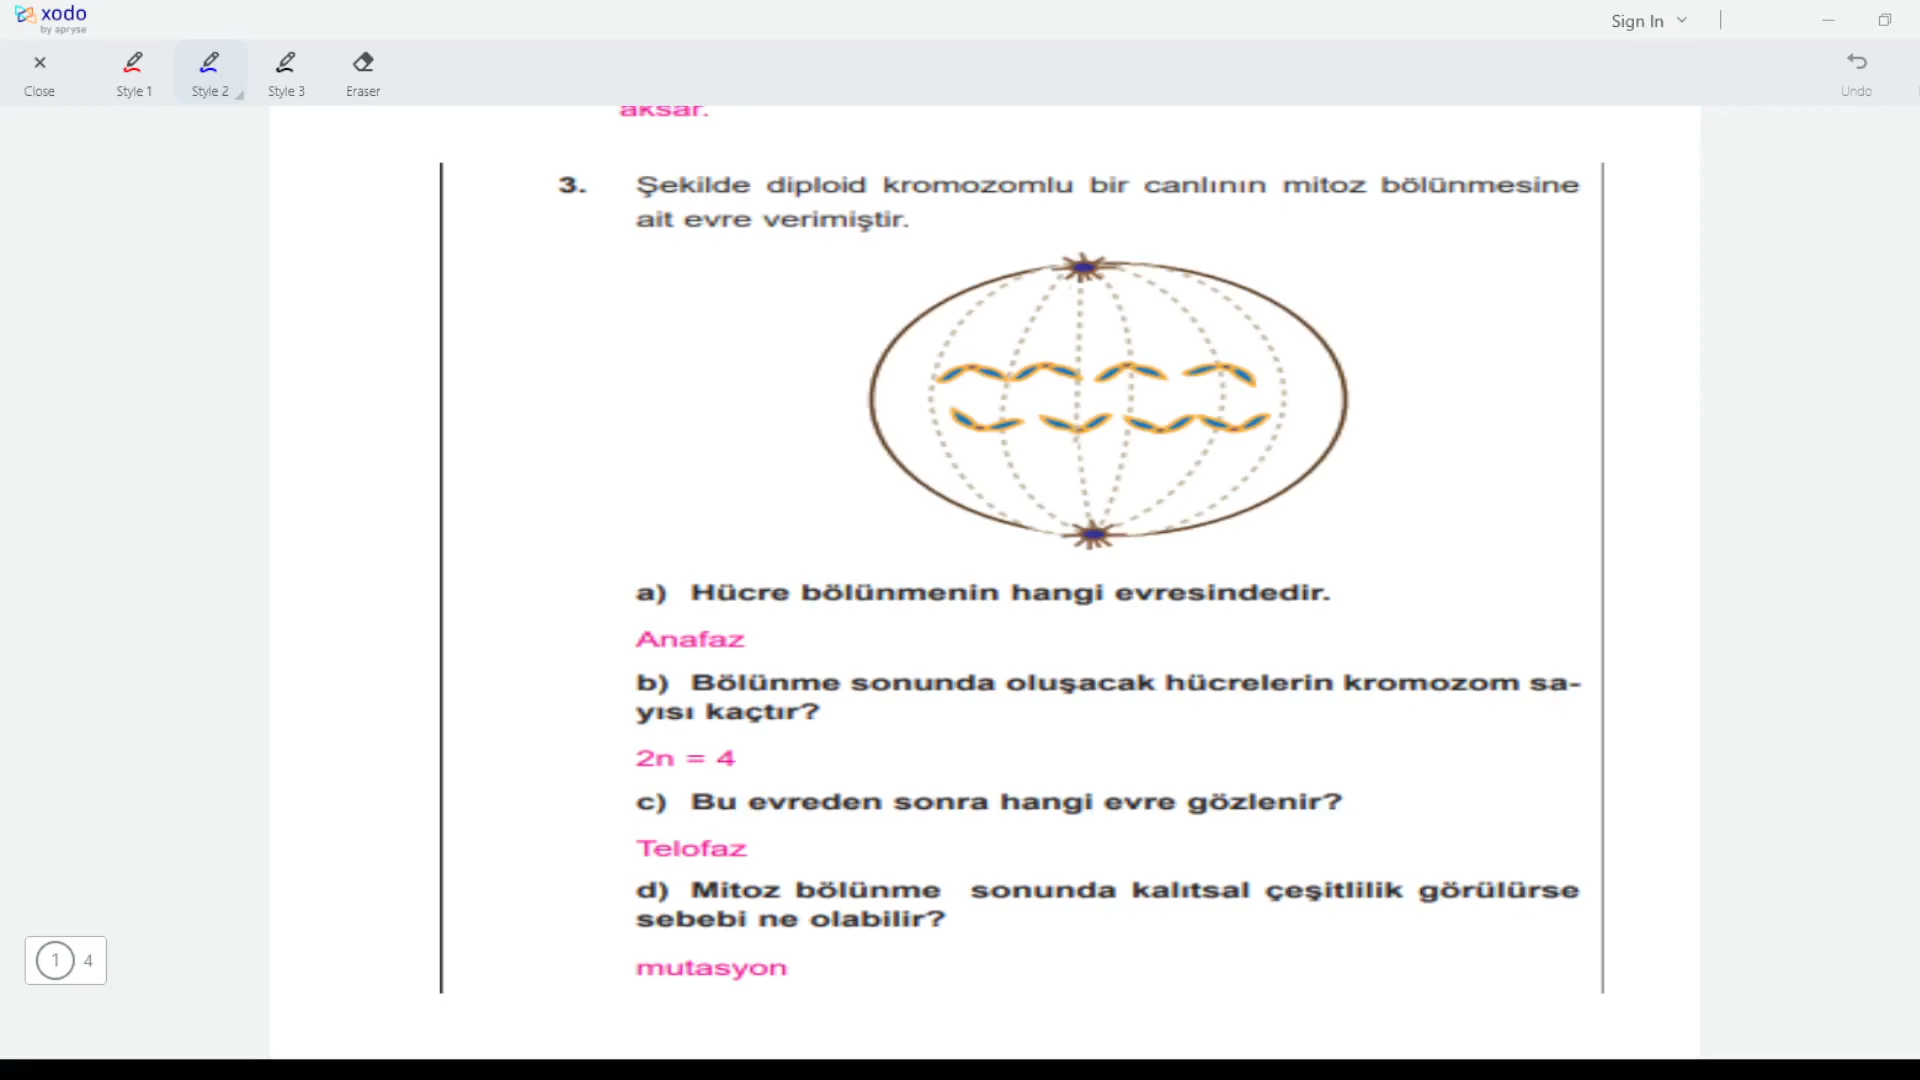 xodo
by apryse
Sign In
Close
Style 1
Style 2
Style 3
Eraser
Undo
aksar.
3. Şekilde diploid kromozomlu bir canlının mitoz bölünmesine
ait evre verimiştir.
a) Hücre bölünmenin hangi evresindedir.
Anafaz
b) Bölünme sonunda oluşacak hücrelerin kromozom sa-
yısı kaçtır?
2n = 4
c) Bu evreden sonra hangi evre gözlenir?
Telofaz
d) Mitoz bölünme sonunda kalıtsal çeşitlilik görülürse
sebebi ne olabilir?
mutasyon
1 4